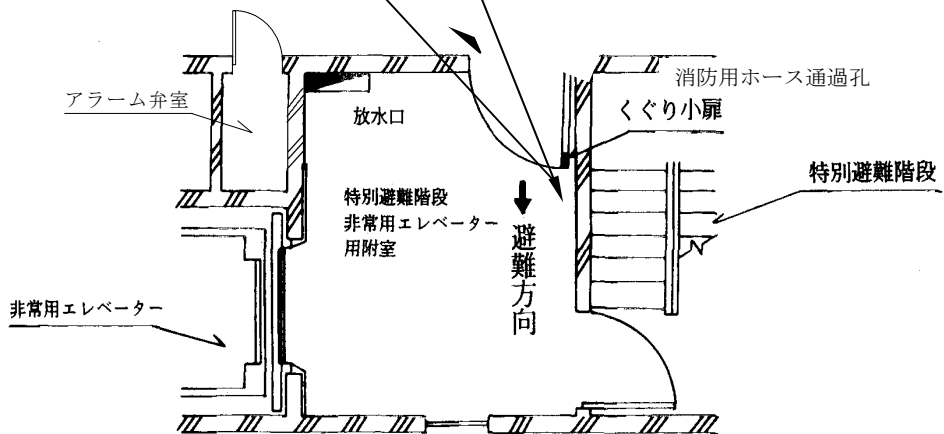 消防用ホース通過孔
アラーム弁室
くぐり小扉
放水口
特別避難階段
特別避難階段
非常用エレベーター
用附室
避難方向
非常用エレベーター